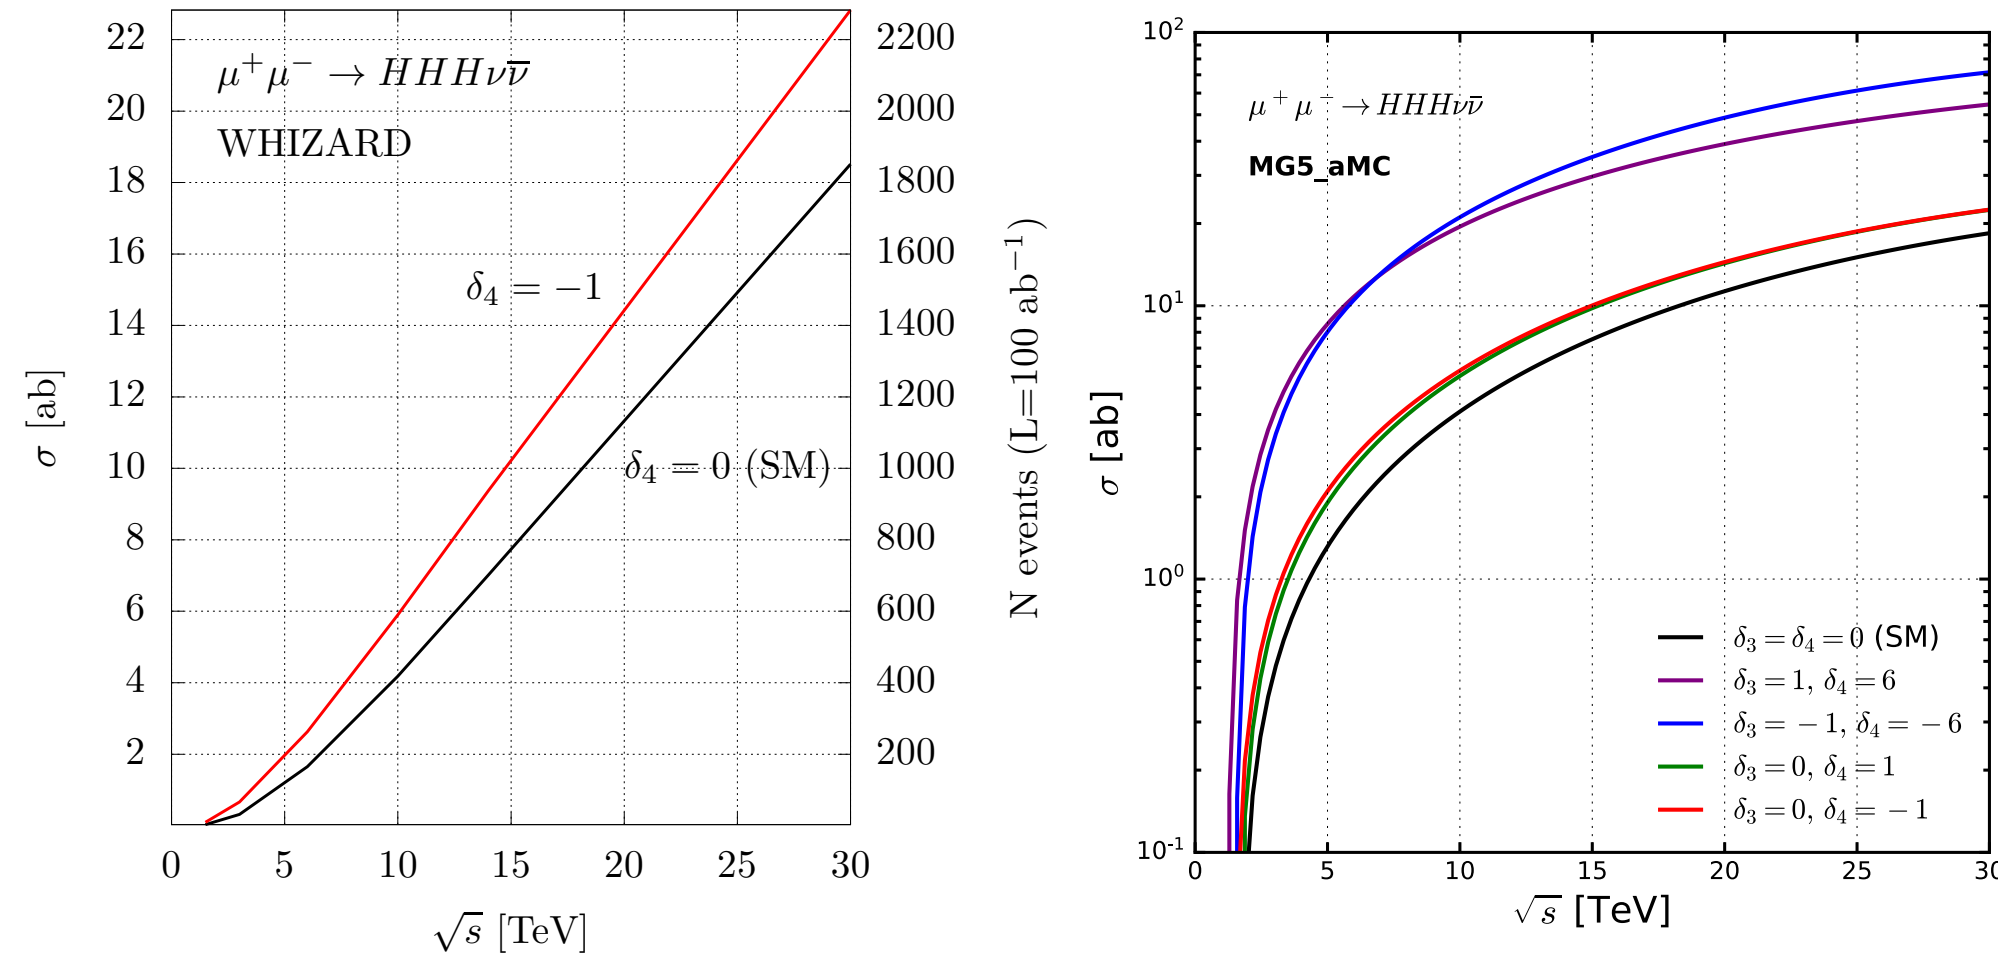 μ⁺μ⁻ → HHHνν̅
WHIZARD
δ₄ = −1
δ₄ = 0 (SM)
σ [ab]
22
20
18
16
14
12
10
8
6
4
2
2200
2000
1800
1600
1400
1200
1000
800
600
400
200
N events (L=100 ab⁻¹)
0 5 10 15 20 25 30
√s [TeV]
μ⁺μ⁻→HHHνν̅
MG5_aMC
σ [ab]
10²
10¹
10⁰
10⁻¹
δ₃ = δ₄ = 0 (SM)
δ₃ = 1, δ₄ = 6
δ₃ = −1, δ₄ = −6
δ₃ = 0, δ₄ = 1
δ₃ = 0, δ₄ = −1
0 5 10 15 20 25 30
√s [TeV]